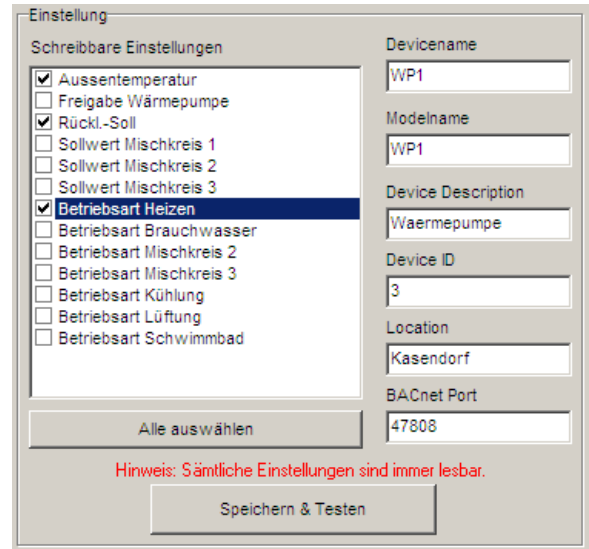 Einstellung
Schreibbare Einstellungen
Aussentemperatur
Freigabe Wärmepumpe
Rückl.-Soll
Sollwert Mischkreis 1
Sollwert Mischkreis 2
Sollwert Mischkreis 3
Betriebsart Heizen
Betriebsart Brauchwasser
Betriebsart Mischkreis 2
Betriebsart Mischkreis 3
Betriebsart Kühlung
Betriebsart Lüftung
Betriebsart Schwimmbad
Alle auswählen
Devicename
WP1
Modelname
WP1
Device Description
Waermepumpe
Device ID
3
Location
Kasendorf
BACnet Port
47808
Hinweis: Sämtliche Einstellungen sind immer lesbar.
Speichern & Testen